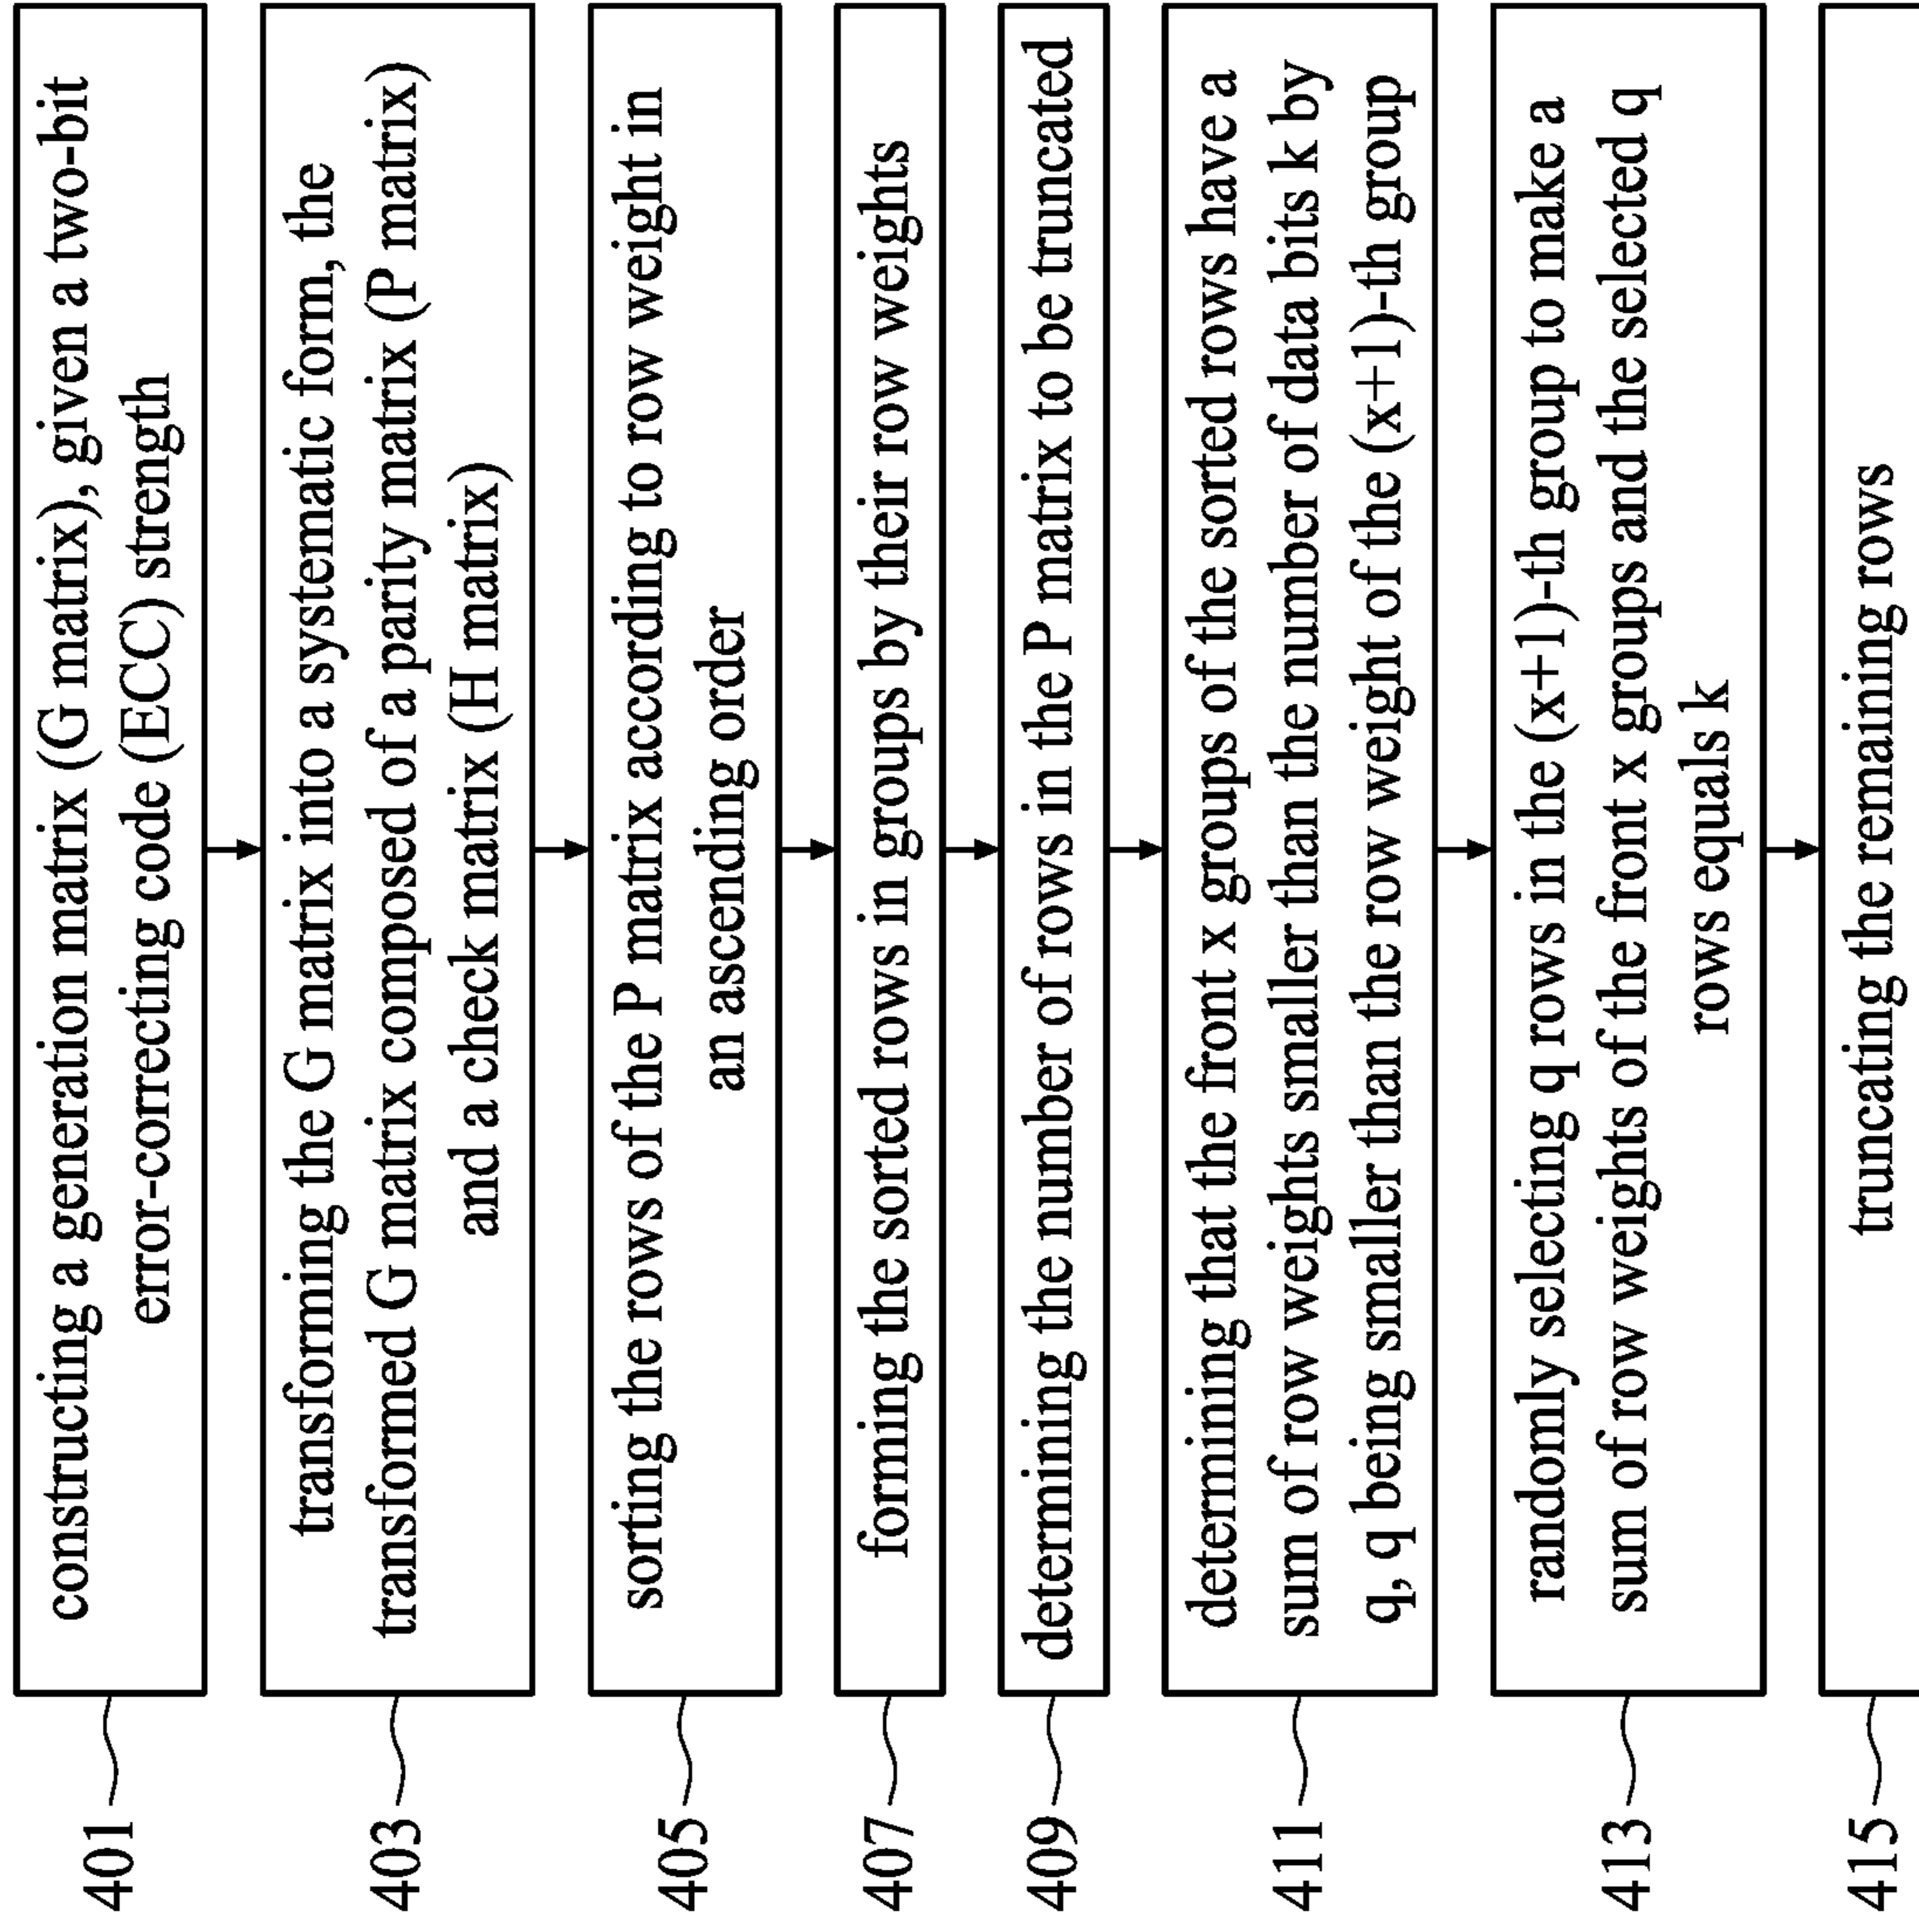 401
constructing a generation matrix (G matrix), given a two-bit
error-correcting code (ECC) strength
403
transforming the G matrix into a systematic form, the
transformed G matrix composed of a parity matrix (P matrix)
and a check matrix (H matrix)
405
sorting the rows of the P matrix according to row weight in
an ascending order
407
forming the sorted rows in groups by their row weights
409
determining the number of rows in the P matrix to be truncated
411
determining that the front x groups of the sorted rows have a
sum of row weights smaller than the number of data bits k by
q, q being smaller than the row weight of the (x+1)-th group
413
randomly selecting q rows in the (x+1)-th group to make a
sum of row weights of the front x groups and the selected q
rows equals k
415
truncating the remaining rows